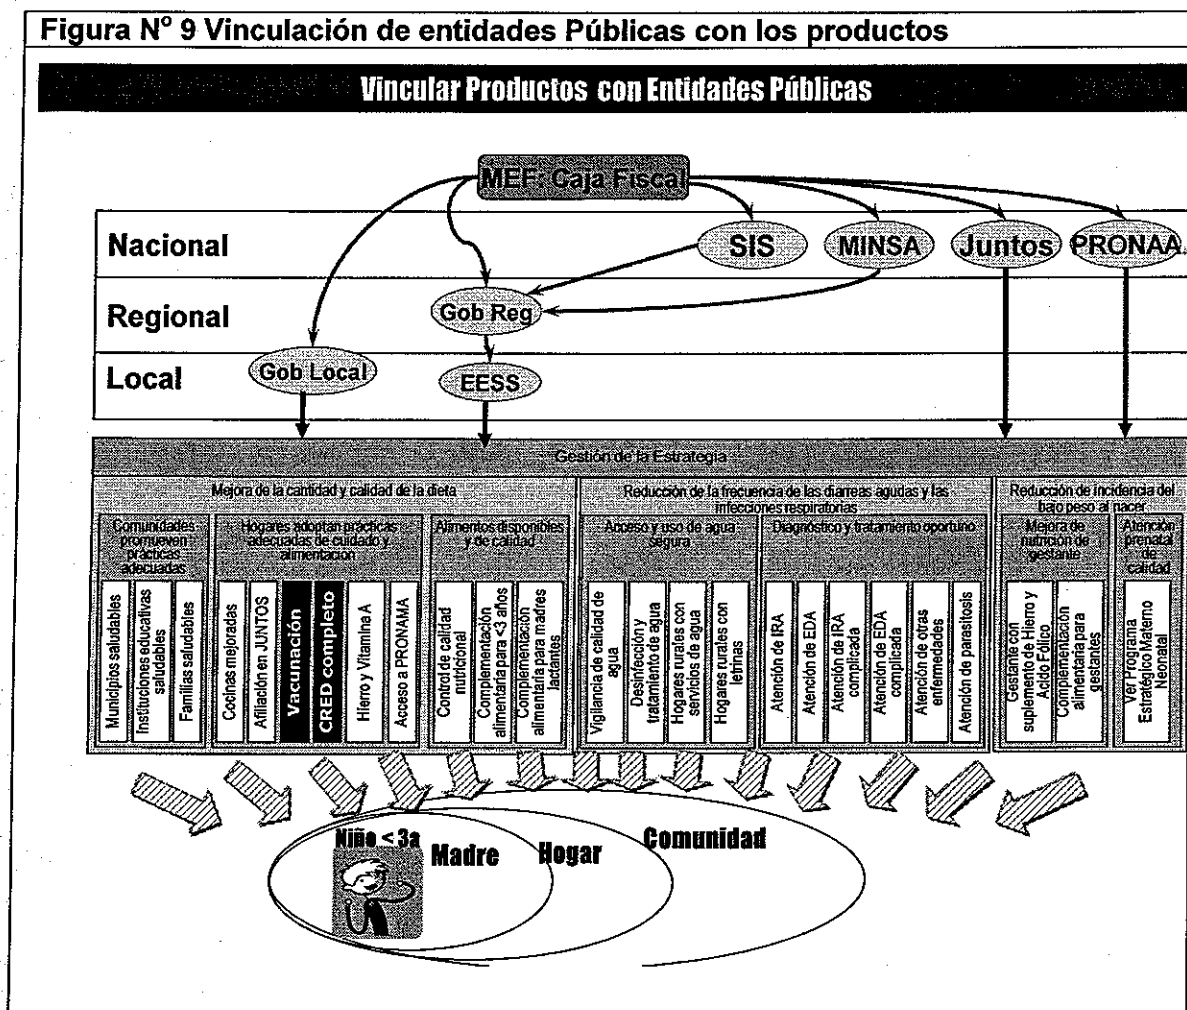 Figura N° 9 Vinculación de entidades Públicas con los productos
Vincular Productos con Entidades Públicas
MEF: Caja Fiscal
Nacional
SIS
MINSA
Juntos
PRONAA
Regional
Gob Reg
Local
Gob Local
EESS
Gestión de la Estrategia
Mejora de la cantidad y calidad de la dieta
Reducción de la frecuencia de las diarreas agudas y las
infecciones respiratorias
Reducción de incidencia del
bajo peso al nacer
Comunidades
promueven
prácticas
adecuadas
Hogares adoptan prácticas
adecuadas de cuidado y
alimentación
Alimentos disponibles
y de calidad
Acceso y uso de agua
segura
Diagnóstico y tratamiento oportuno
Mejora de
nutrición de
gestante
Atención
prenatal
de
calidad
Municipios saludables
Instituciones educativas
saludables
Familias saludables
Cocinas mejoradas
Afiliación en JUNTOS
Vacunación
CRED completo
Hierro y Vitamina A
Acceso a PRONAMA
Control de calidad
nutricional
Complementación
alimentaria para <3 años
Complementación
alimentaria para madres
lactantes
Vigilancia de calidad de
agua
Desinfección y
tratamiento de agua
Hogares rurales con
servicios de agua
Hogares rurales con
letrinas
Atención de IRA
Atención de EDA
Atención de IRA
complicada
Atención de EDA
complicada
Atención de otras
enfermedades
Atención de parasitosis
Gestante con
suplemento de Hierro y
Acido Fólico
Complementación
alimentaria para
gestantes
Ver Programa
Estratégico Materno
Neonatal
Niño < 3a
Madre
Hogar
Comunidad